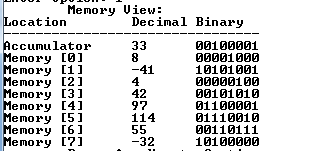 Memory View:
Location Decimal Binary
Accumulator 33 00100001
Memory [0] 8 00001000
Memory [1] -41 10101001
Memory [2] 4 00000100
Memory [3] 42 00101010
Memory [4] 97 01100001
Memory [5] 114 01110010
Memory [6] 55 00110111
Memory [7] -32 10100000